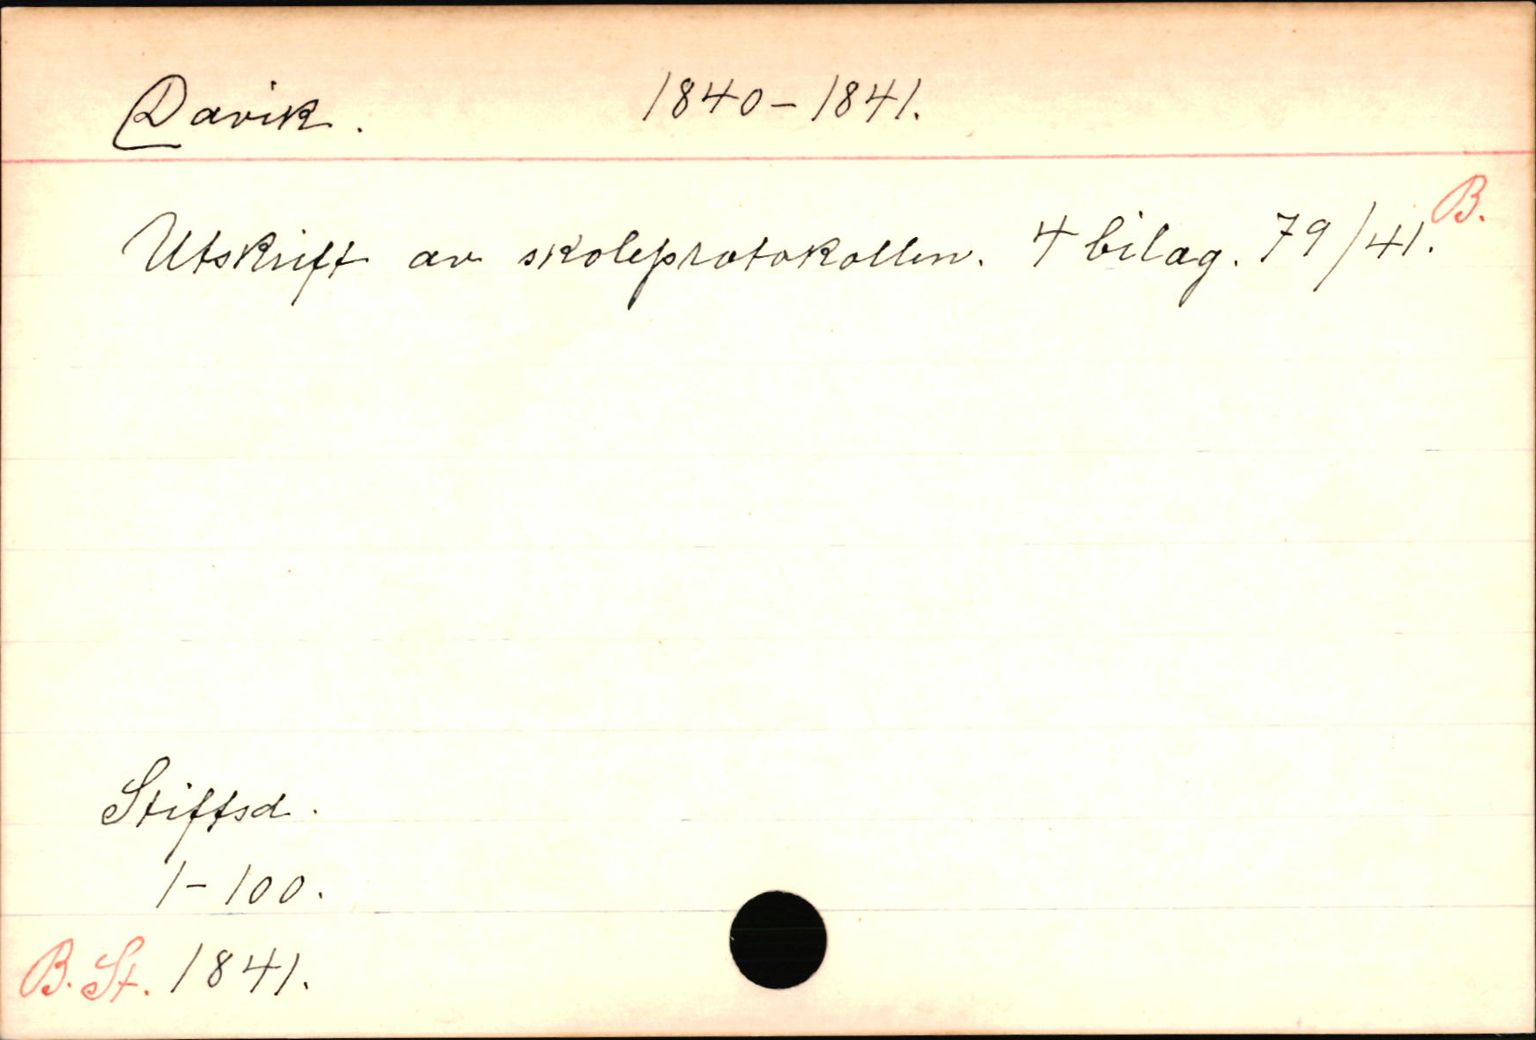 Davik. 1840-1841.
Utskrift av skoleprotokollen. 4 bilag. 79/41. B.
Stiftsd.
1-100.
B. St. 1841.